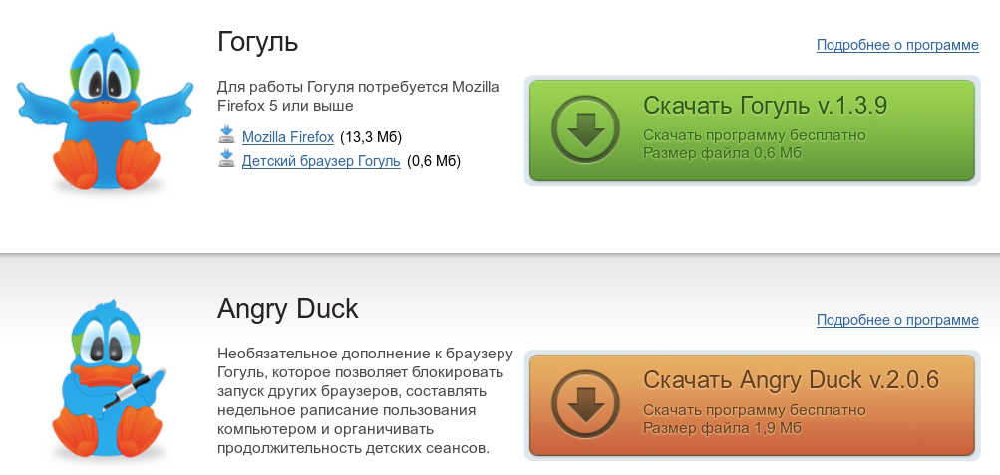 Гогуль
Подробнее о программе
Для работы Гогуля потребуется Mozilla
Firefox 5 или выше
Mozilla Firefox (13,3 Мб)
Детский браузер Гогуль (0,6 Мб)
Скачать Гогуль v.1.3.9
Скачать программу бесплатно
Размер файла 0,6 Мб
Angry Duck
Подробнее о программе
Необязательное дополнение к браузеру
Гогуль, которое позволяет блокировать
запуск других браузеров, составлять
недельное раписание пользования
компьютером и органичивать
продолжительность детских сеансов.
Скачать Angry Duck v.2.0.6
Скачать программу бесплатно
Размер файла 1,9 Мб